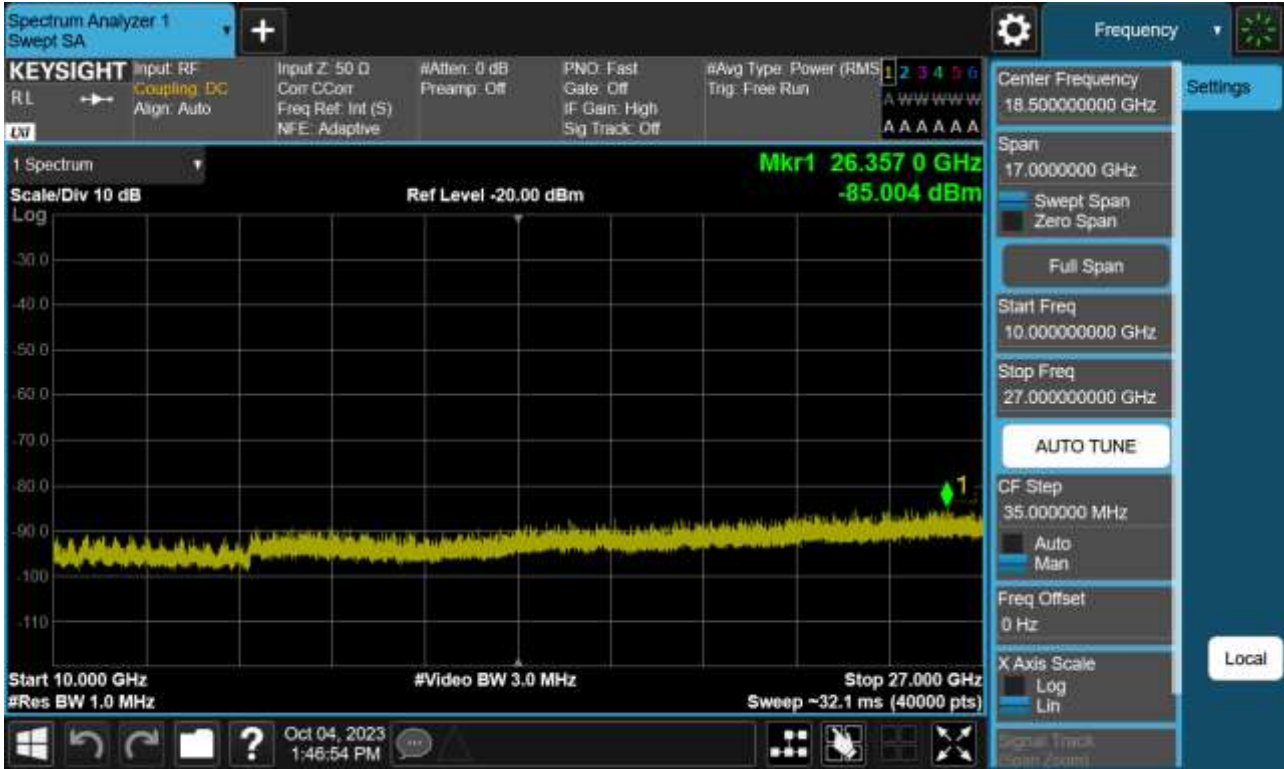 Spectrum Analyzer 1
Swept SA
Frequency
KEYSIGHT
RL
LXI
Input: RF
Coupling: DC
Align: Auto
Input Z: 50 Ω
Corr CCorr
Freq Ref: Int (S)
NFE: Adaptive
#Atten: 0 dB
Preamp: Off
PNO: Fast
Gate: Off
IF Gain: High
Sig Track: Off
#Avg Type: Power (RMS
Trig: Free Run
1 2 3 4 5 6
A W W W W W
A A A A A A
1 Spectrum
Scale/Div 10 dB
Ref Level -20.00 dBm
Mkr1 26.357 0 GHz
-85.004 dBm
Log
-30.0
-40.0
-50.0
-60.0
-70.0
-80.0
-90.0
-100
-110
1
Start 10.000 GHz
#Video BW 3.0 MHz
Stop 27.000 GHz
#Res BW 1.0 MHz
Sweep ~32.1 ms (40000 pts)
?
Oct 04, 2023
1:46:54 PM
Center Frequency
18.500000000 GHz
Span
17.0000000 GHz
Swept Span
Zero Span
Full Span
Start Freq
10.000000000 GHz
Stop Freq
27.000000000 GHz
AUTO TUNE
CF Step
35.000000 MHz
Auto
Man
Freq Offset
0 Hz
X Axis Scale
Log
Lin
Signal Track
(Span Zoom)
Settings
Local